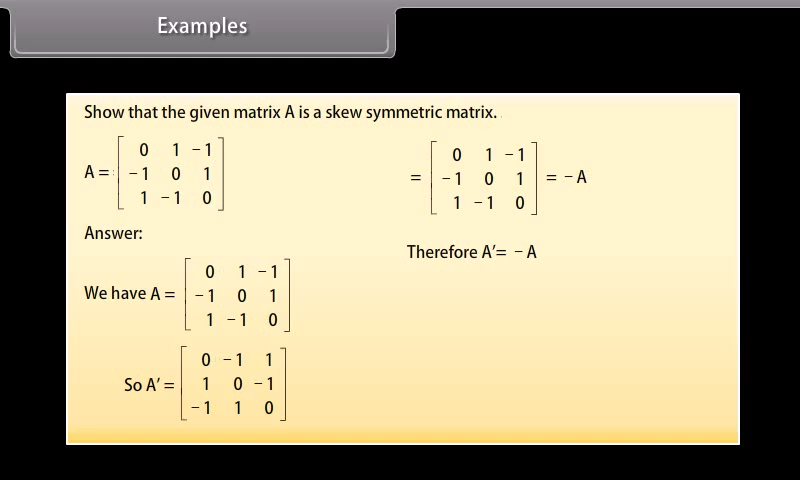 Examples
Show that the given matrix A is a skew symmetric matrix.
A = [ 0 1 −1
−1 0 1
1 −1 0 ]
Answer:
We have A = [ 0 1 −1
−1 0 1
1 −1 0 ]
So A′ = [ 0 −1 1
1 0 −1
−1 1 0 ]
= [ 0 1 −1
−1 0 1
1 −1 0 ] = − A
Therefore A′= − A